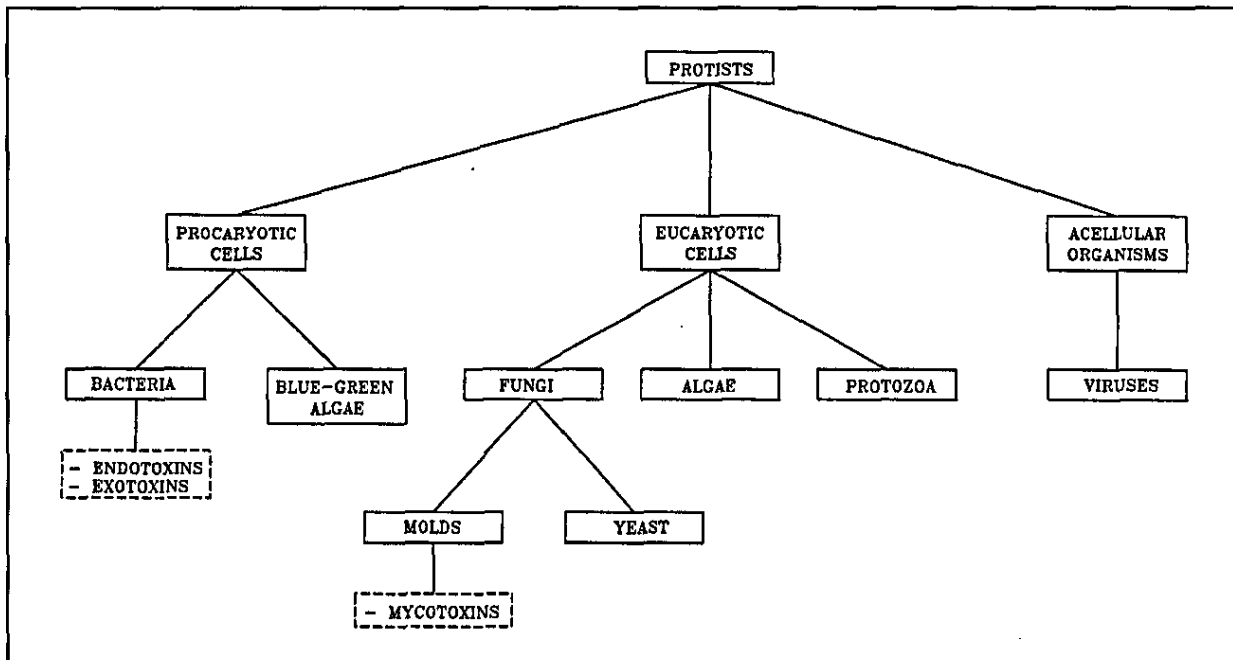 PROTISTS
PROCARYOTIC
CELLS
EUCARYOTIC
CELLS
ACELLULAR
ORGANISMS
BACTERIA
BLUE-GREEN
ALGAE
FUNGI
ALGAE
PROTOZOA
VIRUSES
- ENDOTOXINS
- EXOTOXINS
MOLDS
YEAST
- MYCOTOXINS